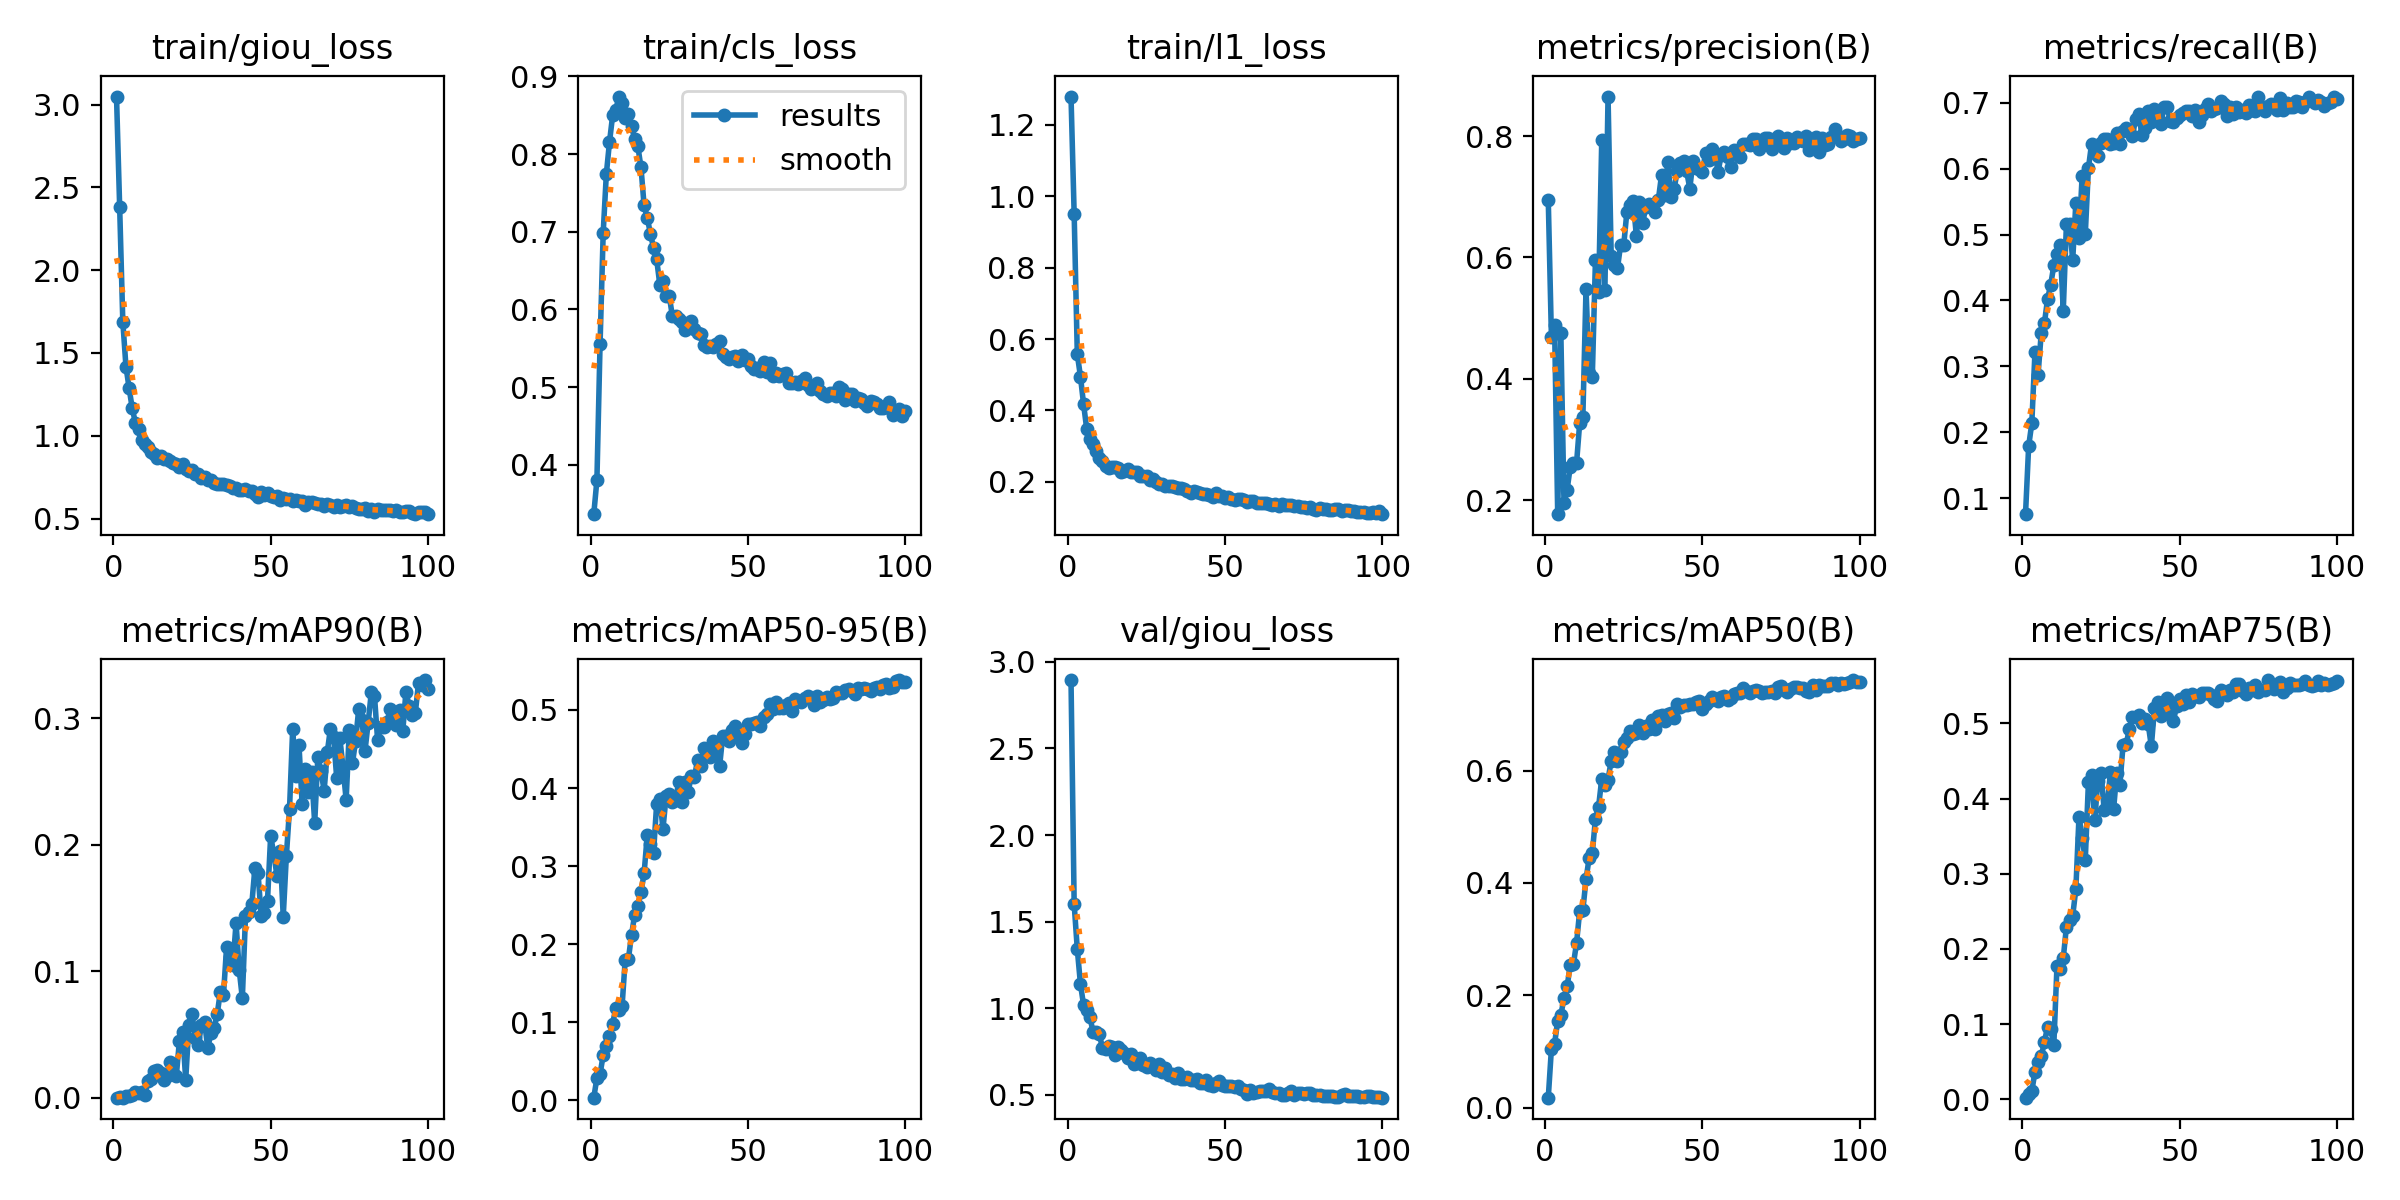 train/giou_loss
3.0
2.5
2.0
1.5
1.0
0.5
0 50 100
train/cls_loss
0.9
0.8
0.7
0.6
0.5
0.4
results
smooth
0 50 100
train/l1_loss
1.2
1.0
0.8
0.6
0.4
0.2
0 50 100
metrics/precision(B)
0.8
0.6
0.4
0.2
0 50 100
metrics/recall(B)
0.7
0.6
0.5
0.4
0.3
0.2
0.1
0 50 100
metrics/mAP90(B)
0.3
0.2
0.1
0.0
0 50 100
metrics/mAP50-95(B)
0.5
0.4
0.3
0.2
0.1
0.0
0 50 100
val/giou_loss
3.0
2.5
2.0
1.5
1.0
0.5
0 50 100
metrics/mAP50(B)
0.6
0.4
0.2
0.0
0 50 100
metrics/mAP75(B)
0.5
0.4
0.3
0.2
0.1
0.0
0 50 100